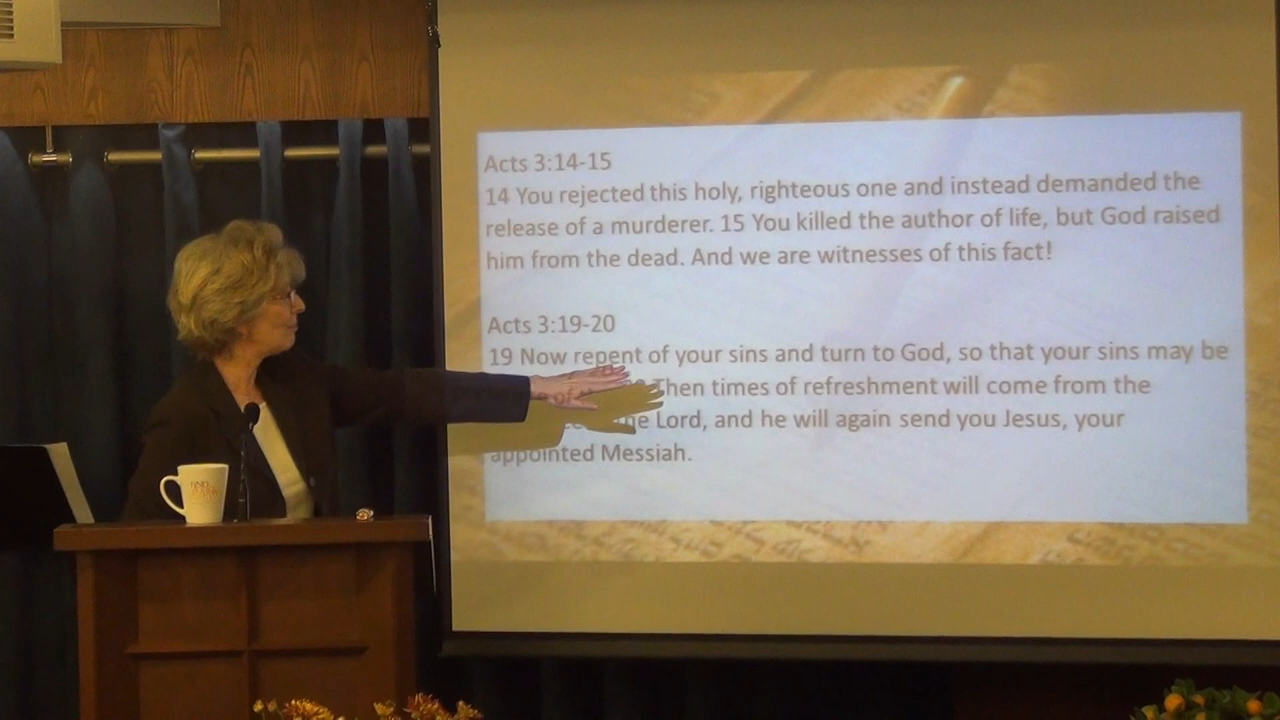 Acts 3:14-15
14 You rejected this holy, righteous one and instead demanded the
release of a murderer. 15 You killed the author of life, but God raised
him from the dead. And we are witnesses of this fact!
Acts 3:19-20
19 Now repent of your sins and turn to God, so that your sins may be
Then times of refreshment will come from the
Lord, and he will again send you Jesus, your
appointed Messiah.